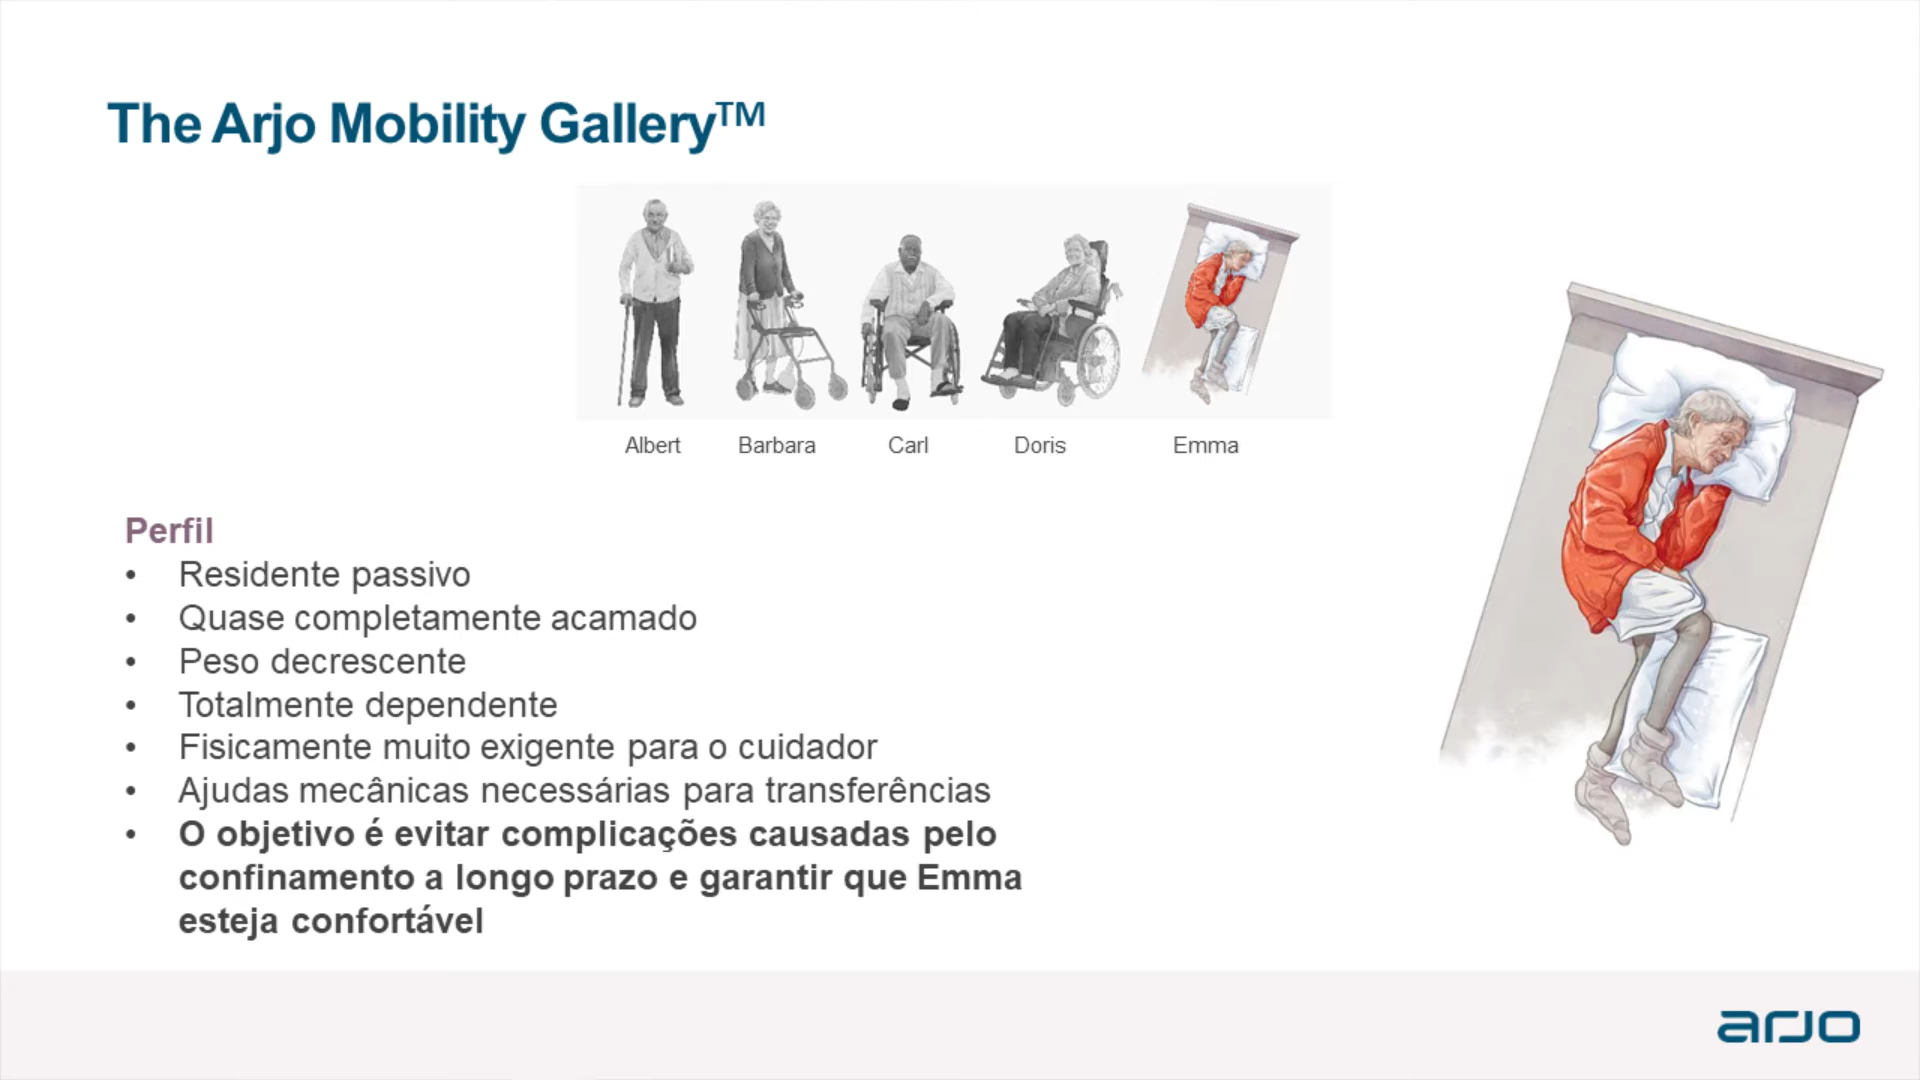 The Arjo Mobility Gallery™
Albert Barbara Carl Doris Emma
Perfil
• Residente passivo
• Quase completamente acamado
• Peso decrescente
• Totalmente dependente
• Fisicamente muito exigente para o cuidador
• Ajudas mecânicas necessárias para transferências
• O objetivo é evitar complicações causadas pelo
confinamento a longo prazo e garantir que Emma
esteja confortável
arjo